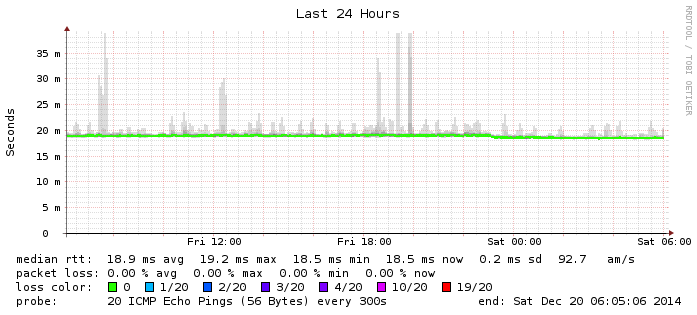 Last 24 Hours
RRDTOOL / TOBI OETIKER
Seconds
35 m
30 m
25 m
20 m
15 m
10 m
5 m
0
Fri 12:00 Fri 18:00 Sat 00:00 Sat 06:00
median rtt: 18.9 ms avg 19.2 ms max 18.5 ms min 18.5 ms now 0.2 ms sd 92.7 am/s
packet loss: 0.00 % avg 0.00 % max 0.00 % min 0.00 % now
loss color: 0 1/20 2/20 3/20 4/20 10/20 19/20
probe: 20 ICMP Echo Pings (56 Bytes) every 300s end: Sat Dec 20 06:05:06 2014